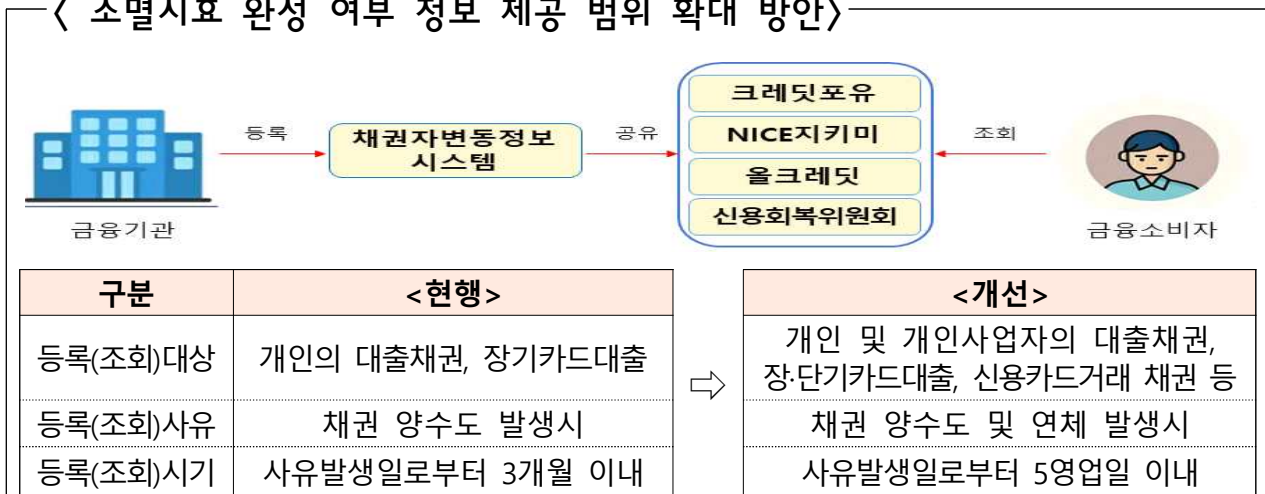 〈 소멸시효 완성 여부 정보 제공 범위 확대 방안〉
크레딧포유
등록 채권자변동정보 시스템 공유 NICE지키미 조회
올크레딧
신용회복위원회
금융기관 금융소비자
구분 <현행> <개선>
등록(조회)대상 개인의 대출채권, 장기카드대출 ⇨ 개인 및 개인사업자의 대출채권,
장·단기카드대출, 신용카드거래 채권 등
등록(조회)사유 채권 양수도 발생시 채권 양수도 및 연체 발생시
등록(조회)시기 사유발생일로부터 3개월 이내 사유발생일로부터 5영업일 이내